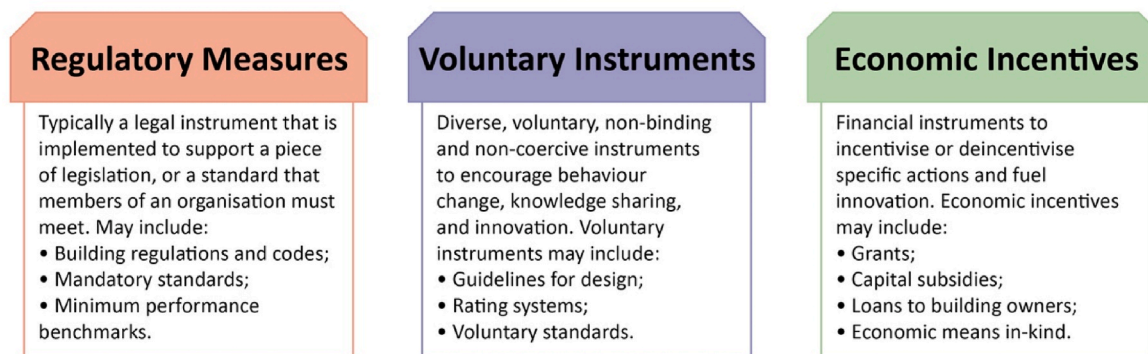 Regulatory Measures
Typically a legal instrument that is
implemented to support a piece
of legislation, or a standard that
members of an organisation must
meet. May include:
• Building regulations and codes;
• Mandatory standards;
• Minimum performance
benchmarks.
Voluntary Instruments
Diverse, voluntary, non-binding
and non-coercive instruments
to encourage behaviour
change, knowledge sharing,
and innovation. Voluntary
instruments may include:
• Guidelines for design;
• Rating systems;
• Voluntary standards.
Economic Incentives
Financial instruments to
incentivise or deincentivise
specific actions and fuel
innovation. Economic incentives
may include:
• Grants;
• Capital subsidies;
• Loans to building owners;
• Economic means in-kind.